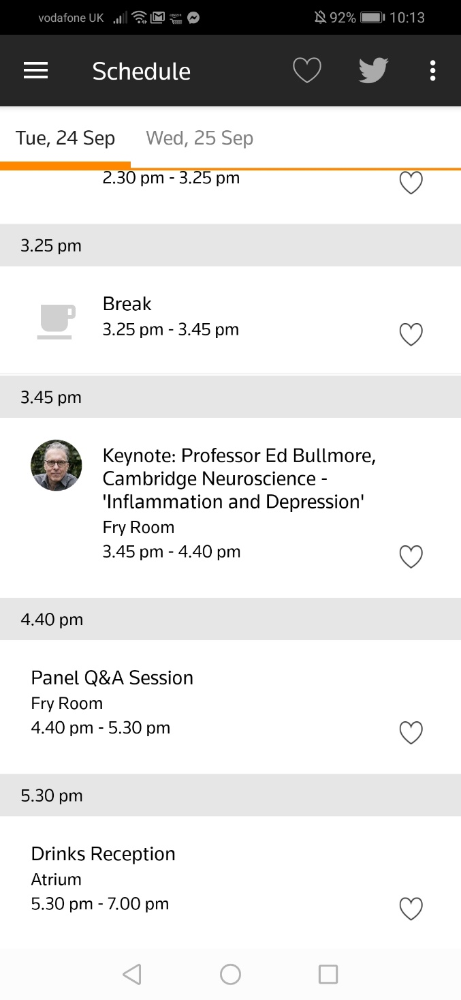 vodafone UK 92% 10:13
Schedule
Tue, 24 Sep Wed, 25 Sep
2.30 pm - 3.25 pm
3.25 pm
Break
3.25 pm - 3.45 pm
3.45 pm
Keynote: Professor Ed Bullmore,
Cambridge Neuroscience -
'Inflammation and Depression'
Fry Room
3.45 pm - 4.40 pm
4.40 pm
Panel Q&A Session
Fry Room
4.40 pm - 5.30 pm
5.30 pm
Drinks Reception
Atrium
5.30 pm - 7.00 pm